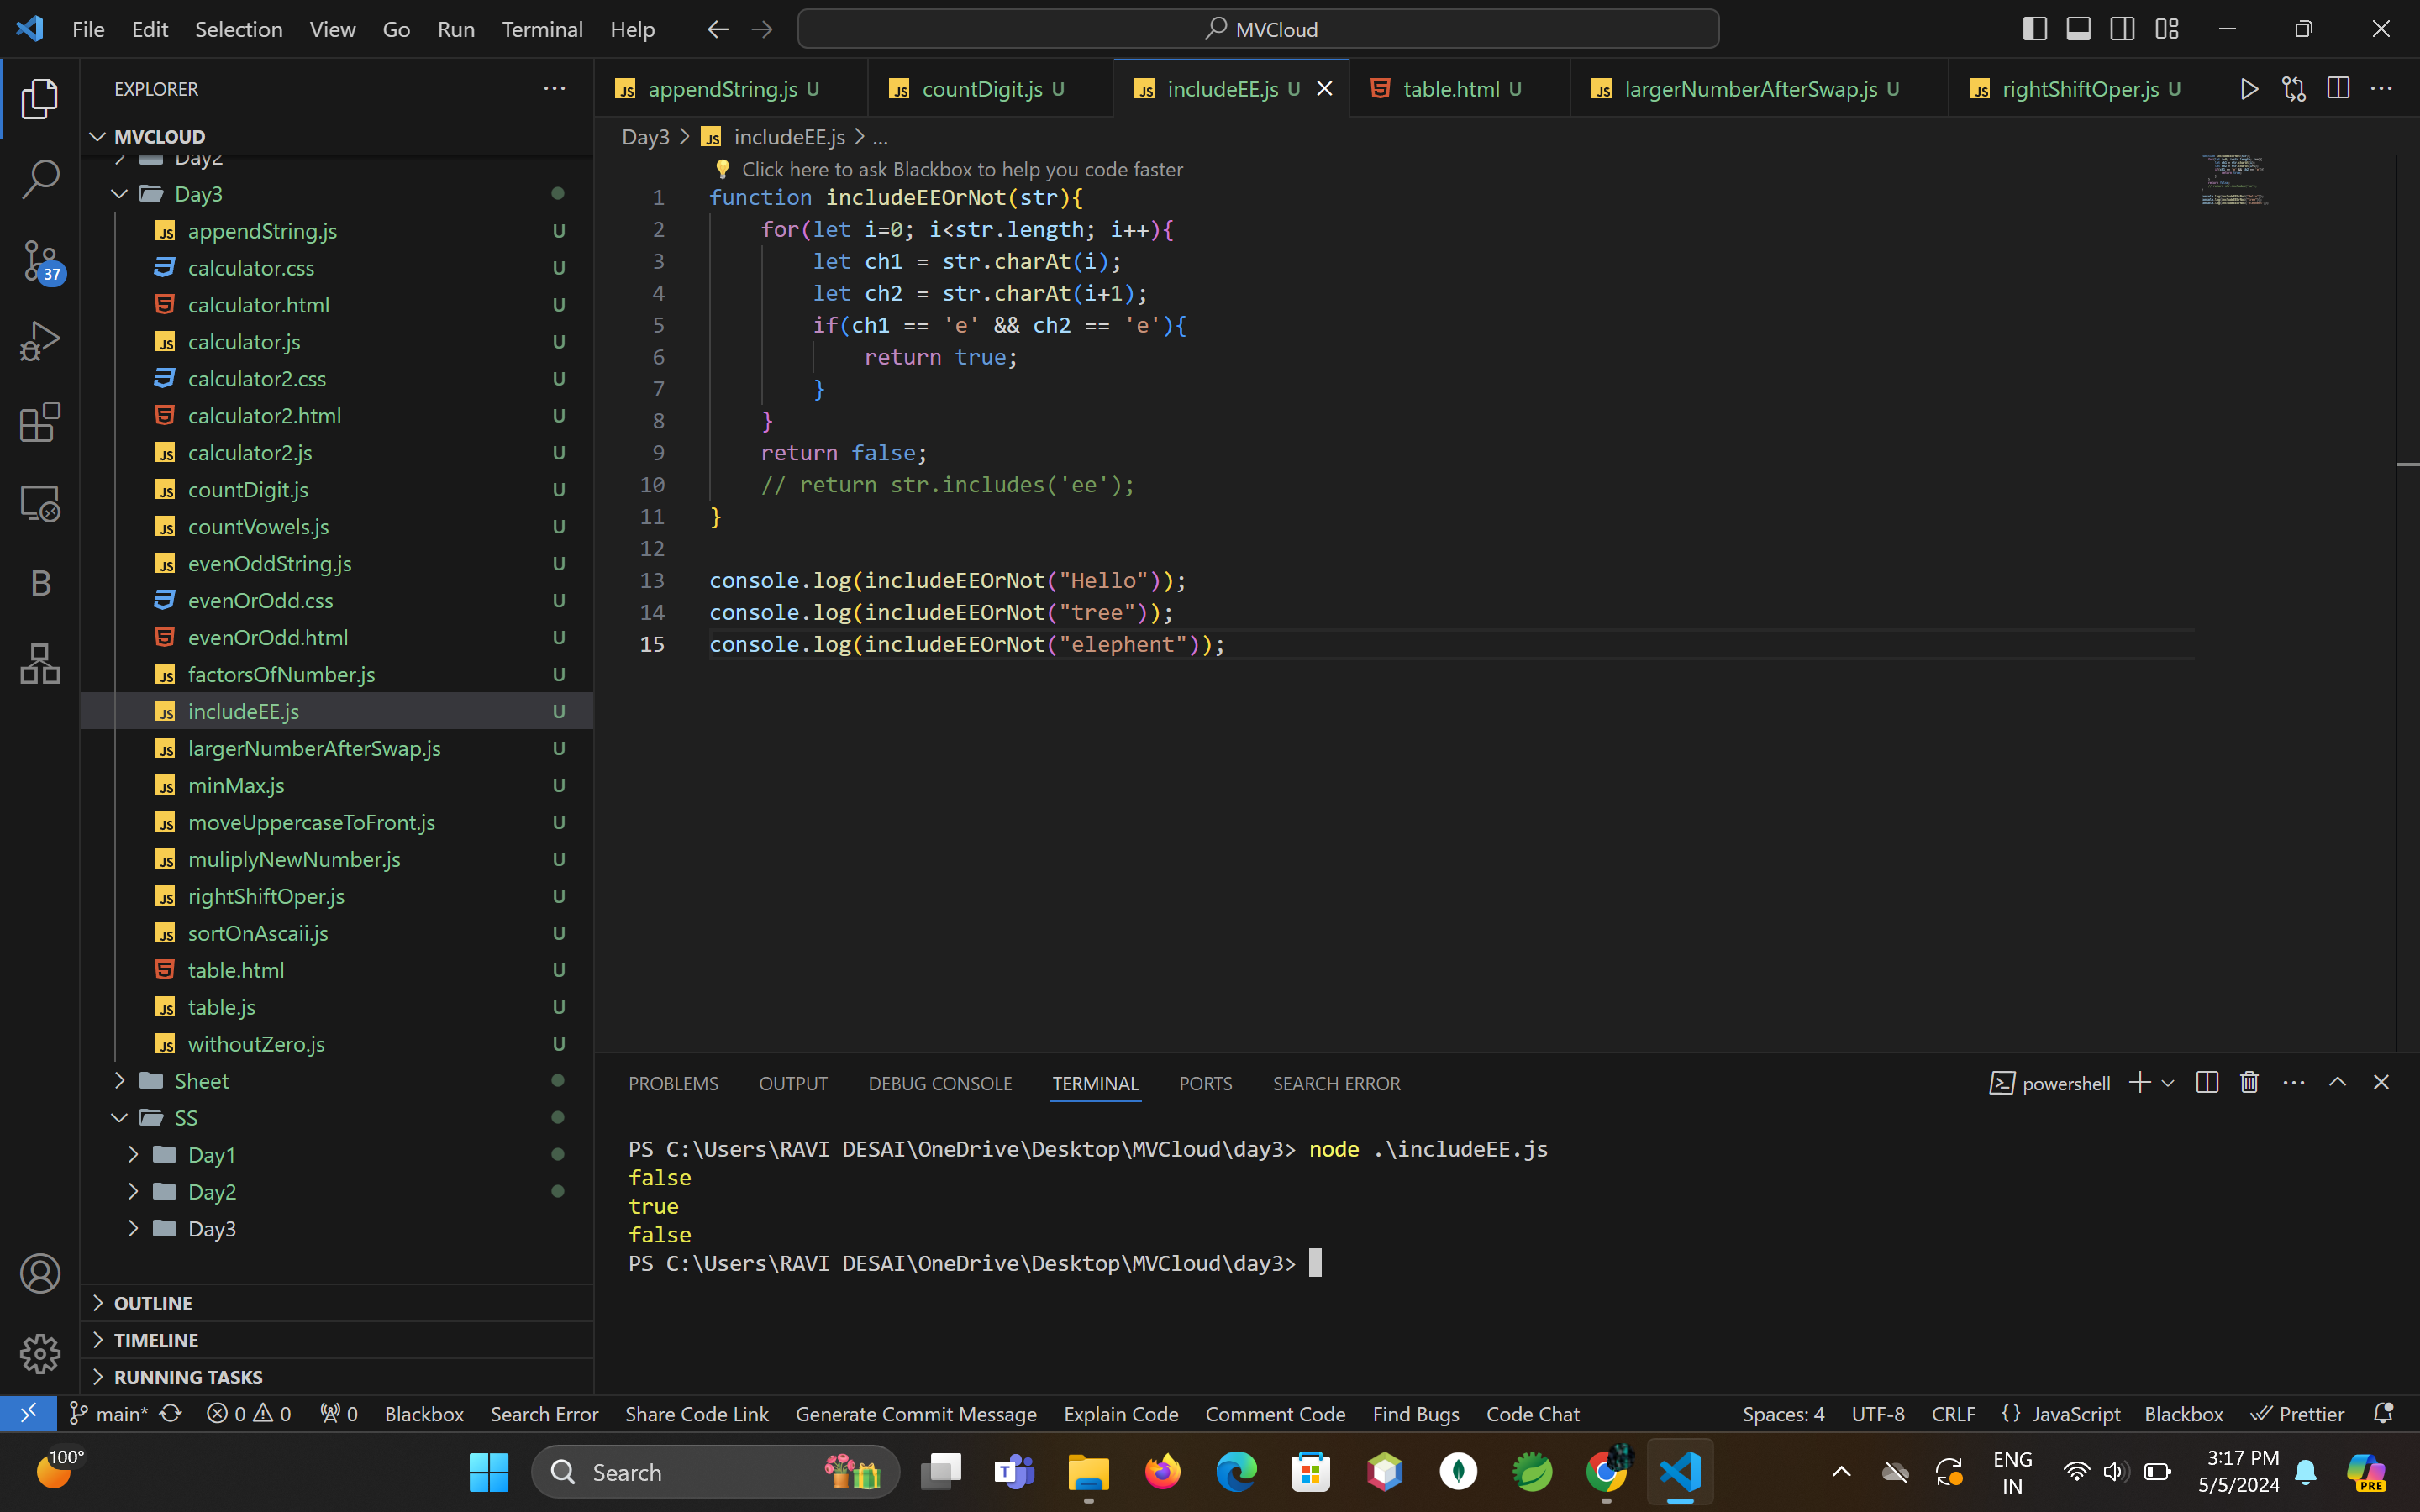 File Edit Selection View Go Run Terminal Help MVCloud
EXPLORER
MVCLOUD
Day2
Day3
appendString.js U
calculator.css U
calculator.html U
calculator.js U
calculator2.css U
calculator2.html U
calculator2.js U
countDigit.js U
countVowels.js U
evenOddString.js U
evenOrOdd.css U
evenOrOdd.html U
factorsOfNumber.js U
includeEE.js U
largerNumberAfterSwap.js U
minMax.js U
moveUppercaseToFront.js U
muliplyNewNumber.js U
rightShiftOper.js U
sortOnAscaii.js U
table.html U
table.js U
withoutZero.js U
Sheet
SS
Day1
Day2
Day3
OUTLINE
TIMELINE
RUNNING TASKS
37
B
appendString.js U countDigit.js U includeEE.js U table.html U largerNumberAfterSwap.js U rightShiftOper.js U
Day3 > includeEE.js > ...
Click here to ask Blackbox to help you code faster
1 function includeEEOrNot(str){
2 for(let i=0; i<str.length; i++){
3 let ch1 = str.charAt(i);
4 let ch2 = str.charAt(i+1);
5 if(ch1 == 'e' && ch2 == 'e'){
6 return true;
7 }
8 }
9 return false;
10 // return str.includes('ee');
11 }
12
13 console.log(includeEEOrNot("Hello"));
14 console.log(includeEEOrNot("tree"));
15 console.log(includeEEOrNot("elephent"));
PROBLEMS OUTPUT DEBUG CONSOLE TERMINAL PORTS SEARCH ERROR powershell
PS C:\Users\RAVI DESAI\OneDrive\Desktop\MVCloud\day3> node .\includeEE.js
false
true
false
PS C:\Users\RAVI DESAI\OneDrive\Desktop\MVCloud\day3>
main* 0 0 0 Blackbox Search Error Share Code Link Generate Commit Message Explain Code Comment Code Find Bugs Code Chat Spaces: 4 UTF-8 CRLF {} JavaScript Blackbox Prettier
100° Search ENG 3:17 PM
IN 5/5/2024 PRE